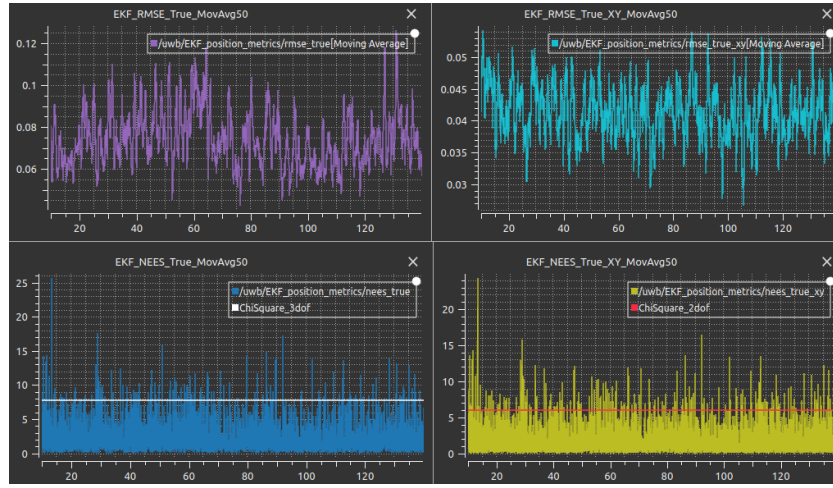 EKF_RMSE_True_MovAvg50
/uwb/EKF_position_metrics/rmse_true[Moving Average]
0.12
0.1
0.08
0.06
20 40 60 80 100 120
EKF_RMSE_True_XY_MovAvg50
/uwb/EKF_position_metrics/rmse_true_xy[Moving Average]
0.05
0.045
0.04
0.035
0.03
20 40 60 80 100 120
EKF_NEES_True_MovAvg50
/uwb/EKF_position_metrics/nees_true
ChiSquare_3dof
25
20
15
10
5
0
20 40 60 80 100 120
EKF_NEES_True_XY_MovAvg50
/uwb/EKF_position_metrics/nees_true_xy
ChiSquare_2dof
20
15
10
5
0
20 40 60 80 100 120